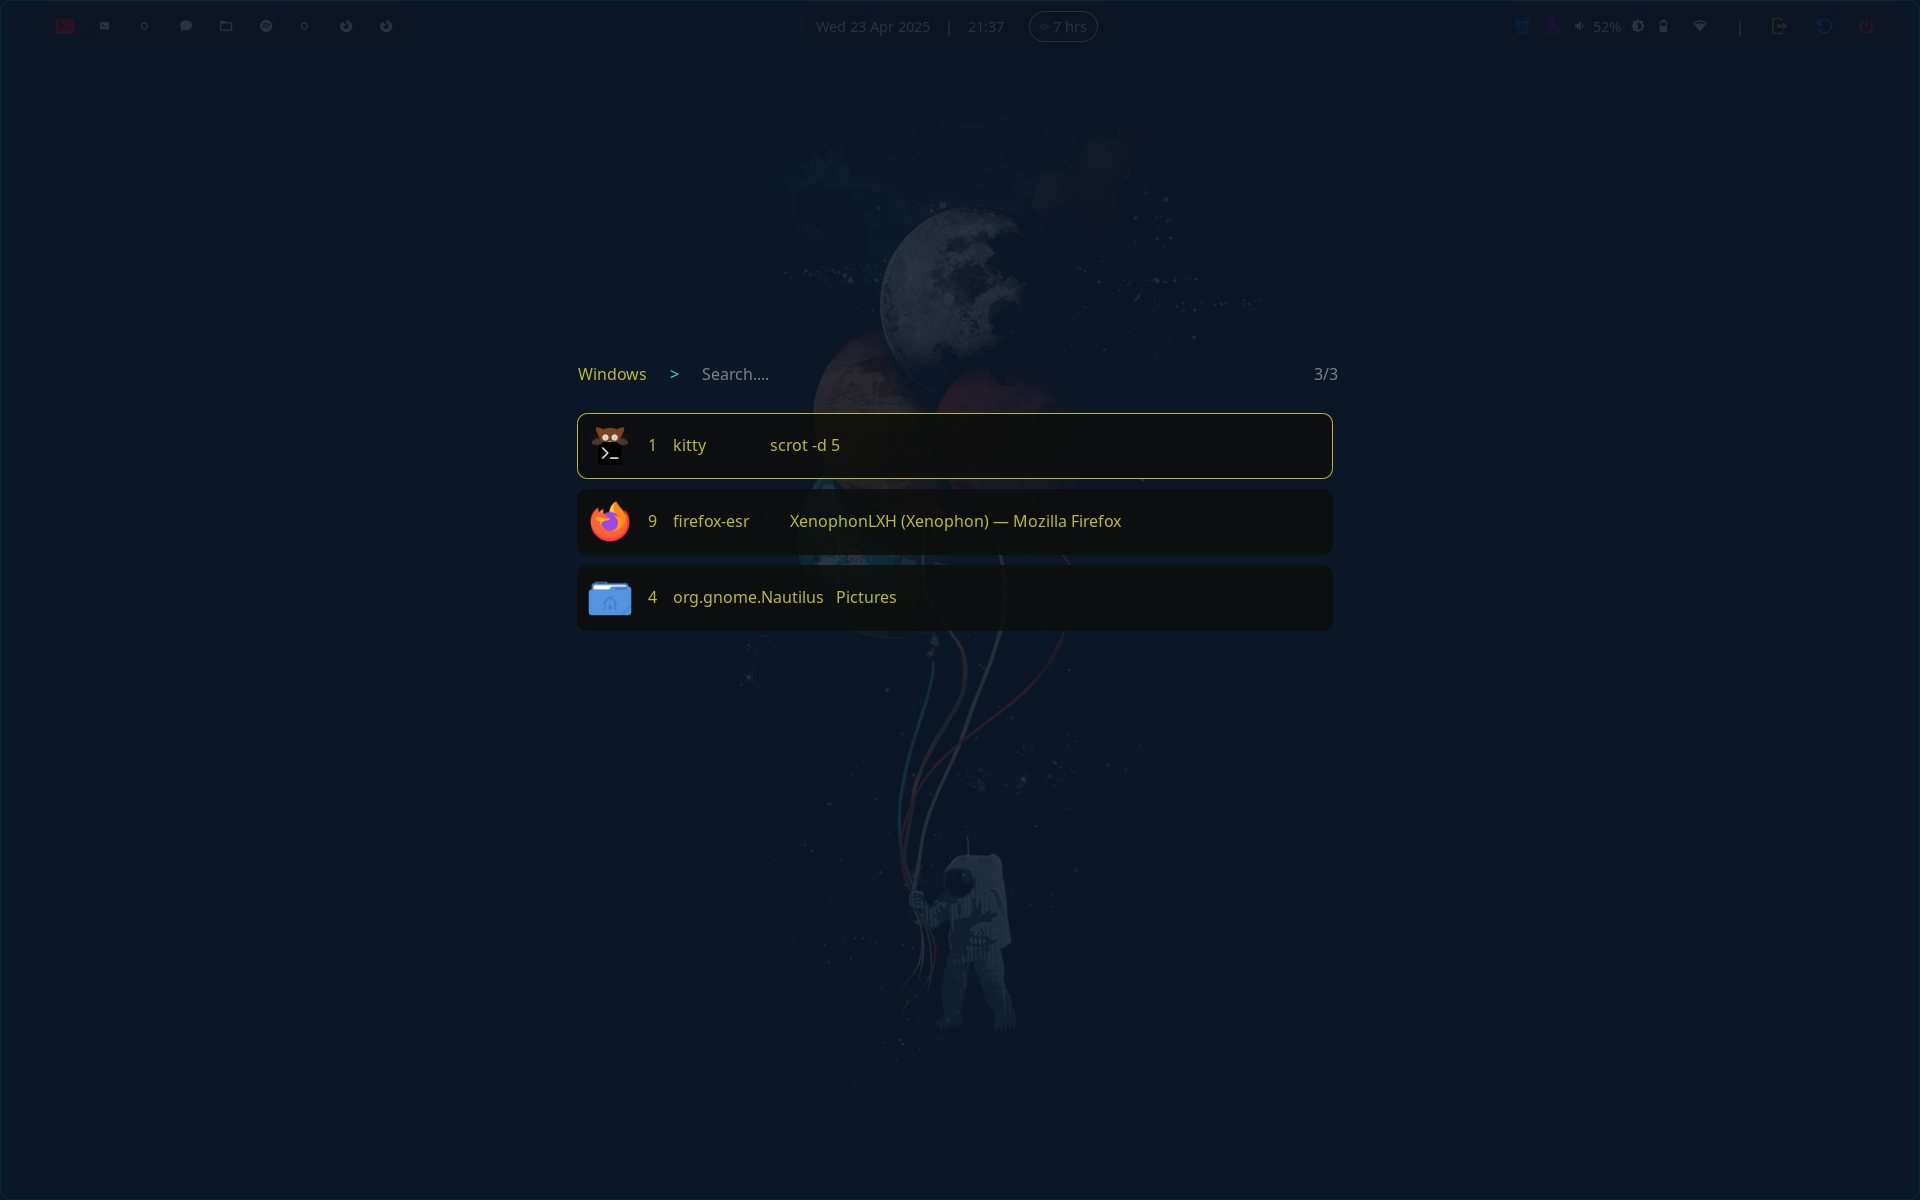 Wed 23 Apr 2025 | 21:37 7 hrs 52% |
Windows > Search.... 3/3
1 kitty scrot -d 5
9 firefox-esr XenophonLXH (Xenophon) — Mozilla Firefox
4 org.gnome.Nautilus Pictures